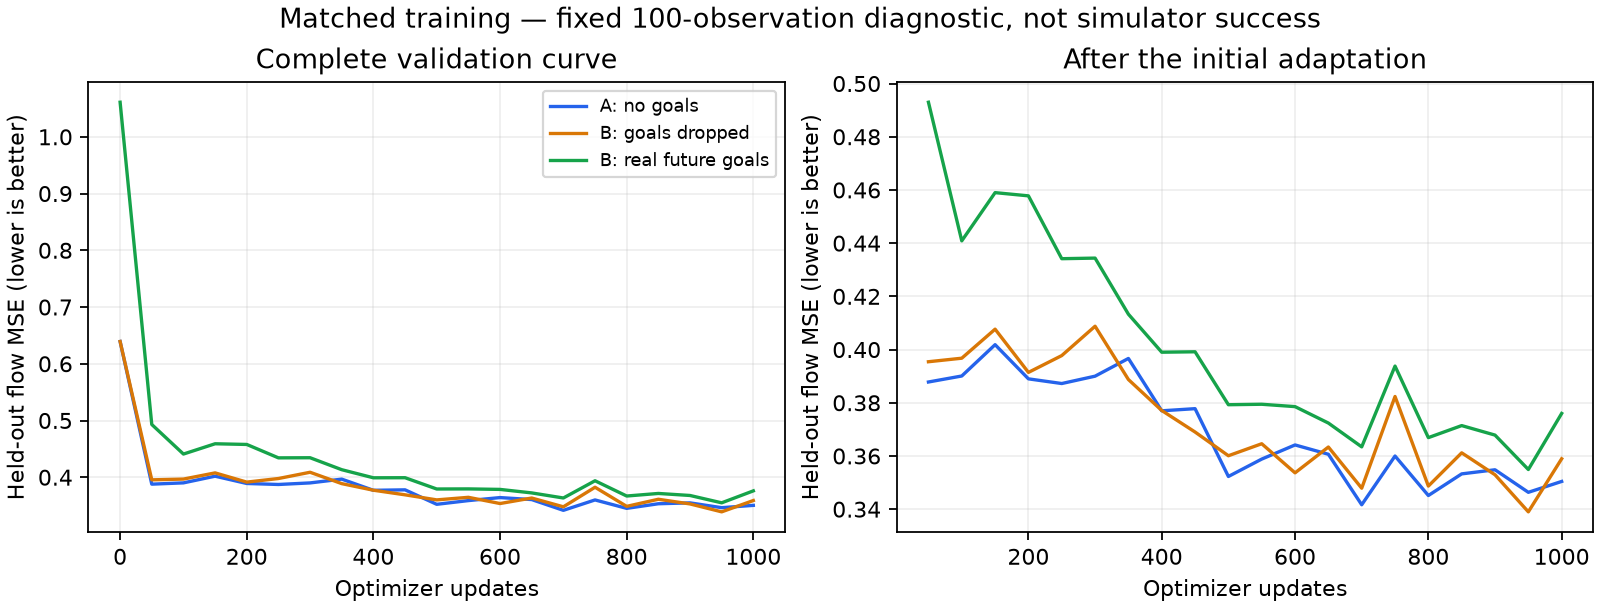 Matched training — fixed 100-observation diagnostic, not simulator success
Complete validation curve
Held-out flow MSE (lower is better)
1.0
0.9
0.8
0.7
0.6
0.5
0.4
A: no goals
B: goals dropped
B: real future goals
0 200 400 600 800 1000
Optimizer updates
After the initial adaptation
Held-out flow MSE (lower is better)
0.50
0.48
0.46
0.44
0.42
0.40
0.38
0.36
0.34
200 400 600 800 1000
Optimizer updates